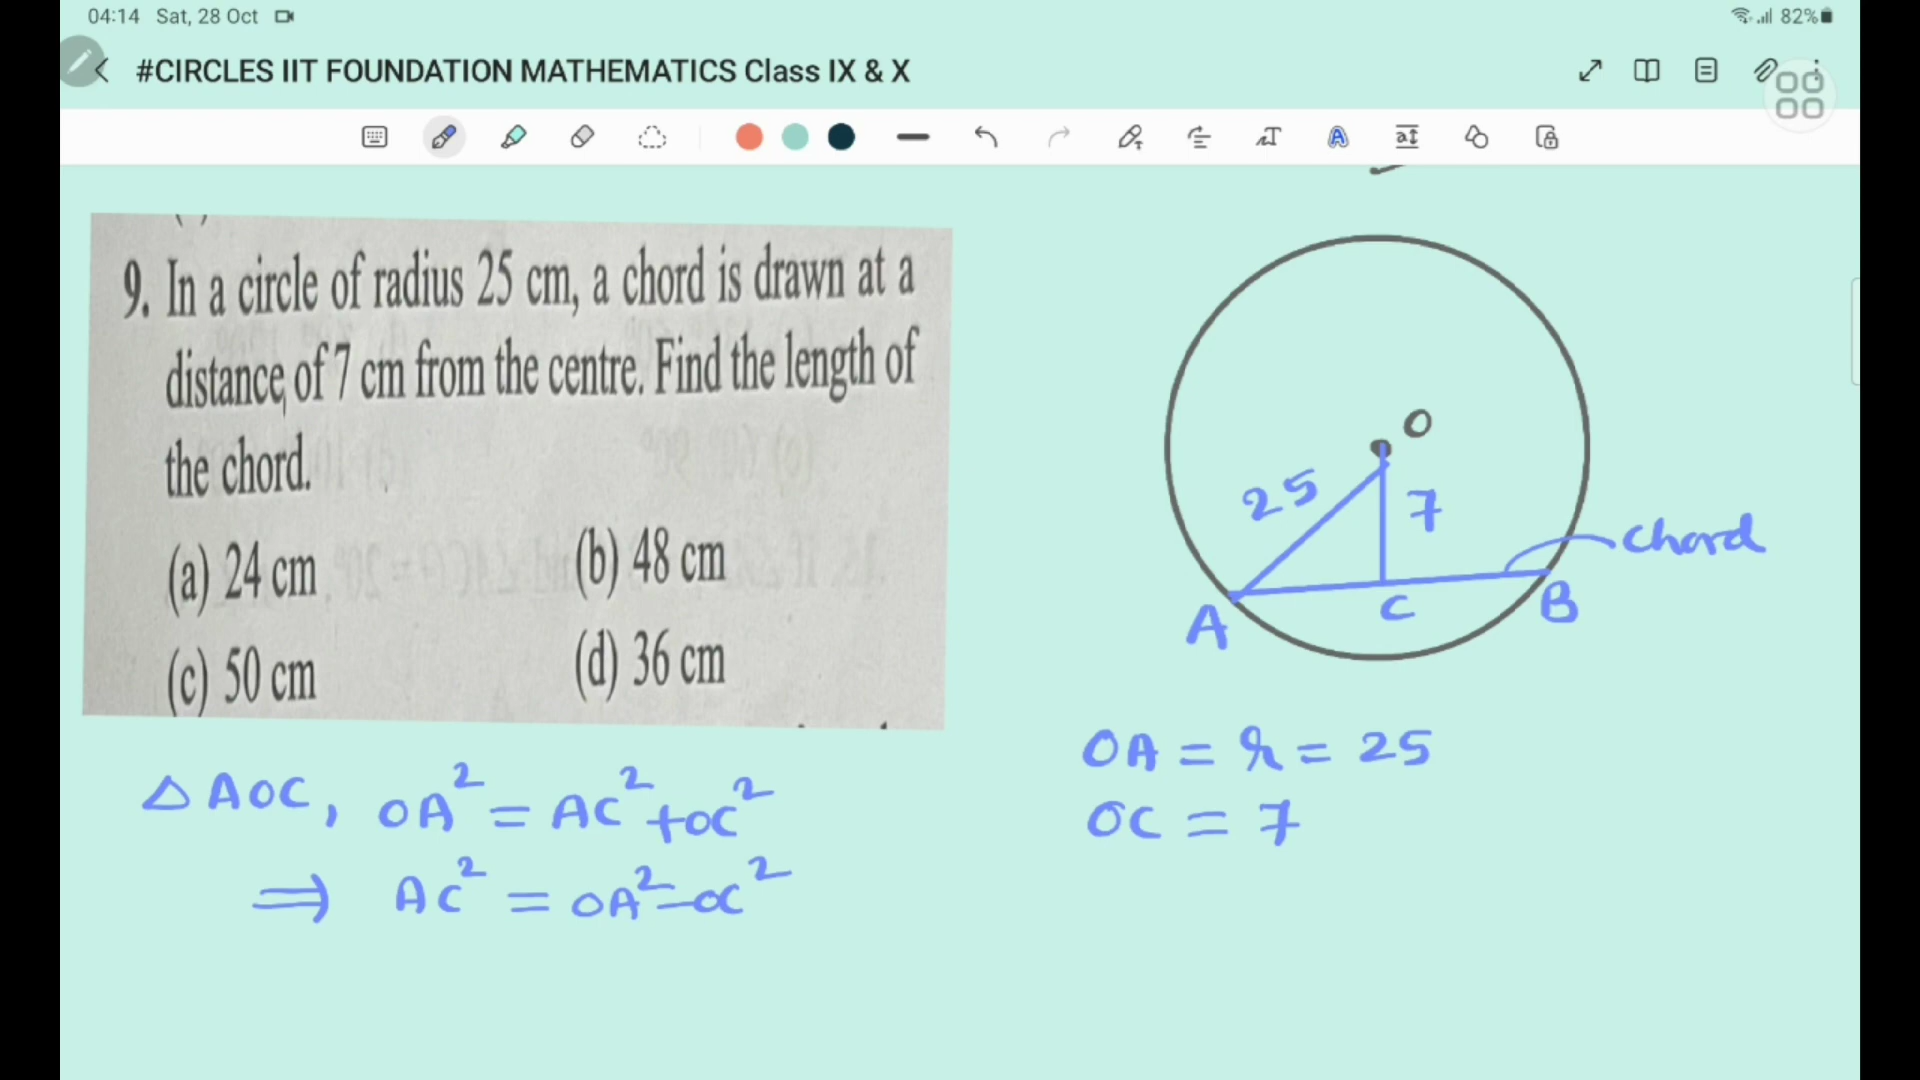 04:14 Sat, 28 Oct
82%
#CIRCLES IIT FOUNDATION MATHEMATICS Class IX & X
9. In a circle of radius 25 cm, a chord is drawn at a
distance of 7 cm from the centre. Find the length of
the chord.
(a) 24 cm (b) 48 cm
(c) 50 cm (d) 36 cm
O
25
7
chord
A
C
B
OA = r = 25
OC = 7
△ AOC, OA² = AC² + OC²
⇒ AC² = OA² - OC²